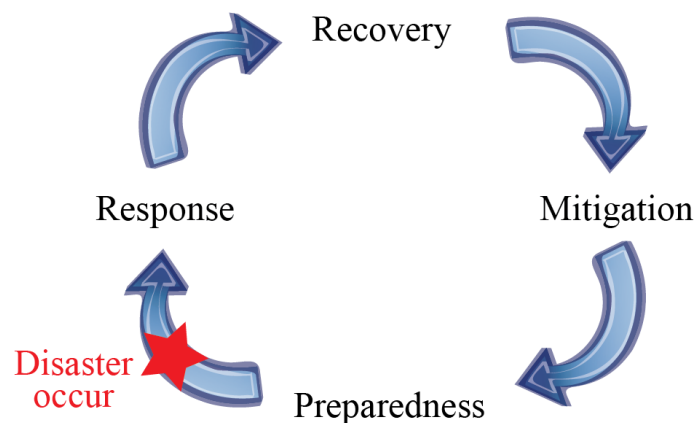 Recovery
Response
Mitigation
Disaster
occur
Preparedness